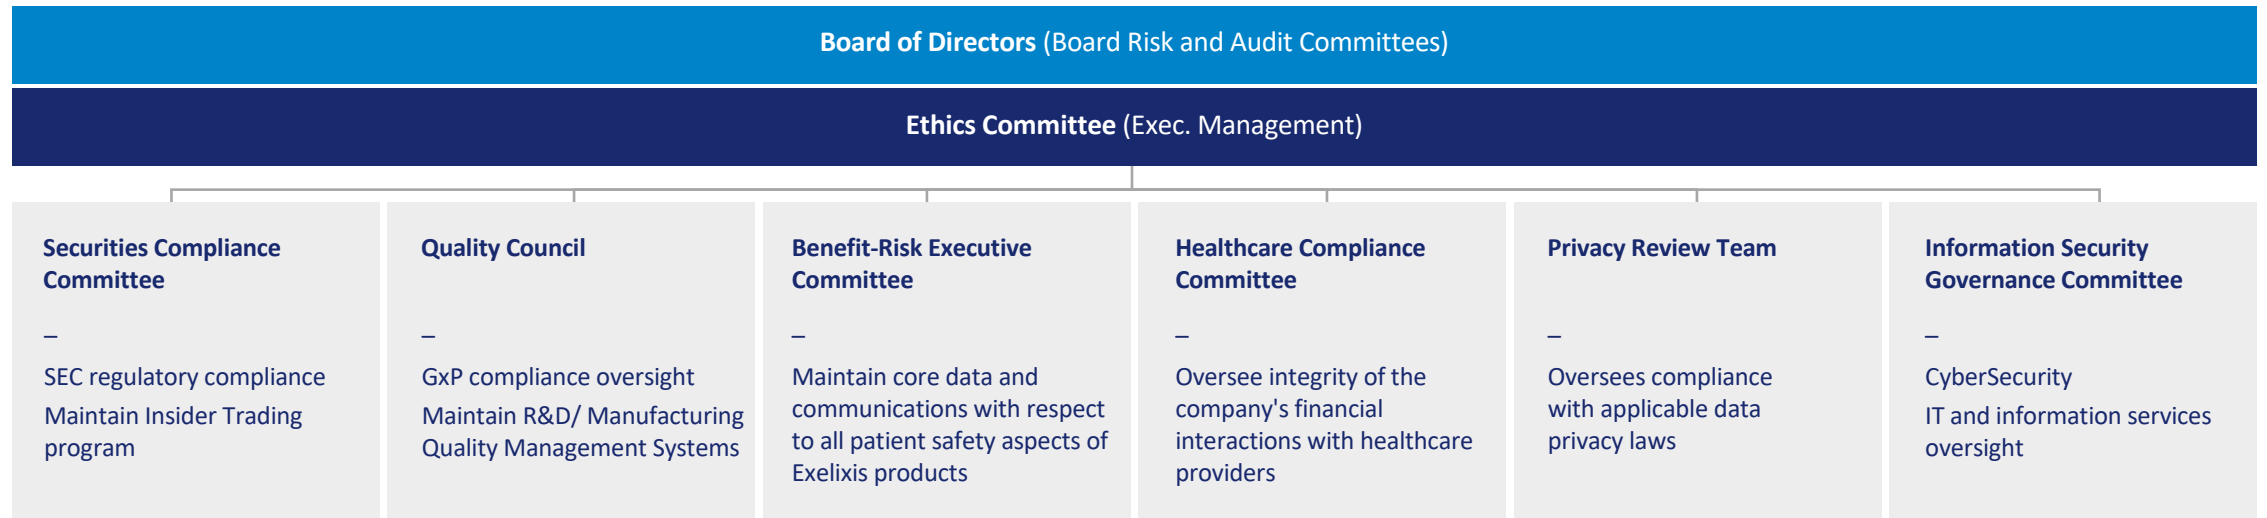 Board of Directors (Board Risk and Audit Committees)
Ethics Committee (Exec. Management)
Securities Compliance
Committee
–
SEC regulatory compliance
Maintain Insider Trading
program
Quality Council
–
GxP compliance oversight
Maintain R&D/ Manufacturing
Quality Management Systems
Benefit-Risk Executive
Committee
–
Maintain core data and
communications with respect
to all patient safety aspects of
Exelixis products
Healthcare Compliance
Committee
–
Oversee integrity of the
company's financial
interactions with healthcare
providers
Privacy Review Team
–
Oversees compliance
with applicable data
privacy laws
Information Security
Governance Committee
–
CyberSecurity
IT and information services
oversight